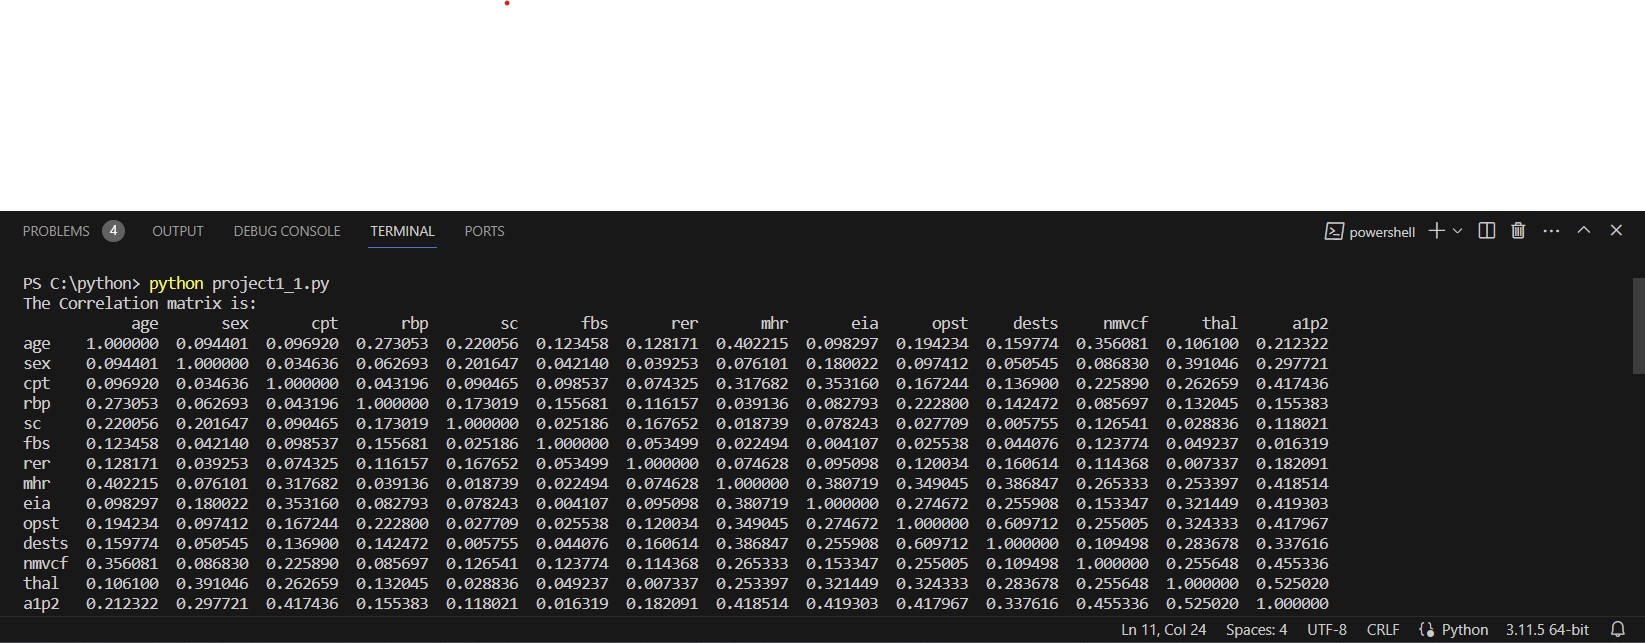 PROBLEMS 4 OUTPUT DEBUG CONSOLE TERMINAL PORTS powershell
PS C:\python> python project1_1.py
The Correlation matrix is:
age sex cpt rbp sc fbs rer mhr eia opst dests nmvcf thal a1p2
age 1.000000 0.094401 0.096920 0.273053 0.220056 0.123458 0.128171 0.402215 0.098297 0.194234 0.159774 0.356081 0.106100 0.212322
sex 0.094401 1.000000 0.034636 0.062693 0.201647 0.042140 0.039253 0.076101 0.180022 0.097412 0.050545 0.086830 0.391046 0.297721
cpt 0.096920 0.034636 1.000000 0.043196 0.090465 0.098537 0.074325 0.317682 0.353160 0.167244 0.136900 0.225890 0.262659 0.417436
rbp 0.273053 0.062693 0.043196 1.000000 0.173019 0.155681 0.116157 0.039136 0.082793 0.222800 0.142472 0.085697 0.132045 0.155383
sc 0.220056 0.201647 0.090465 0.173019 1.000000 0.025186 0.167652 0.018739 0.078243 0.027709 0.005755 0.126541 0.028836 0.118021
fbs 0.123458 0.042140 0.098537 0.155681 0.025186 1.000000 0.053499 0.022494 0.004107 0.025538 0.044076 0.123774 0.049237 0.016319
rer 0.128171 0.039253 0.074325 0.116157 0.167652 0.053499 1.000000 0.074628 0.095098 0.120034 0.160614 0.114368 0.007337 0.182091
mhr 0.402215 0.076101 0.317682 0.039136 0.018739 0.022494 0.074628 1.000000 0.380719 0.349045 0.386847 0.265333 0.253397 0.418514
eia 0.098297 0.180022 0.353160 0.082793 0.078243 0.004107 0.095098 0.380719 1.000000 0.274672 0.255908 0.153347 0.321449 0.419303
opst 0.194234 0.097412 0.167244 0.222800 0.027709 0.025538 0.120034 0.349045 0.274672 1.000000 0.609712 0.255005 0.324333 0.417967
dests 0.159774 0.050545 0.136900 0.142472 0.005755 0.044076 0.160614 0.386847 0.255908 0.609712 1.000000 0.109498 0.283678 0.337616
nmvcf 0.356081 0.086830 0.225890 0.085697 0.126541 0.123774 0.114368 0.265333 0.153347 0.255005 0.109498 1.000000 0.255648 0.455336
thal 0.106100 0.391046 0.262659 0.132045 0.028836 0.049237 0.007337 0.253397 0.321449 0.324333 0.283678 0.255648 1.000000 0.525020
a1p2 0.212322 0.297721 0.417436 0.155383 0.118021 0.016319 0.182091 0.418514 0.419303 0.417967 0.337616 0.455336 0.525020 1.000000
Ln 11, Col 24 Spaces: 4 UTF-8 CRLF Python 3.11.5 64-bit